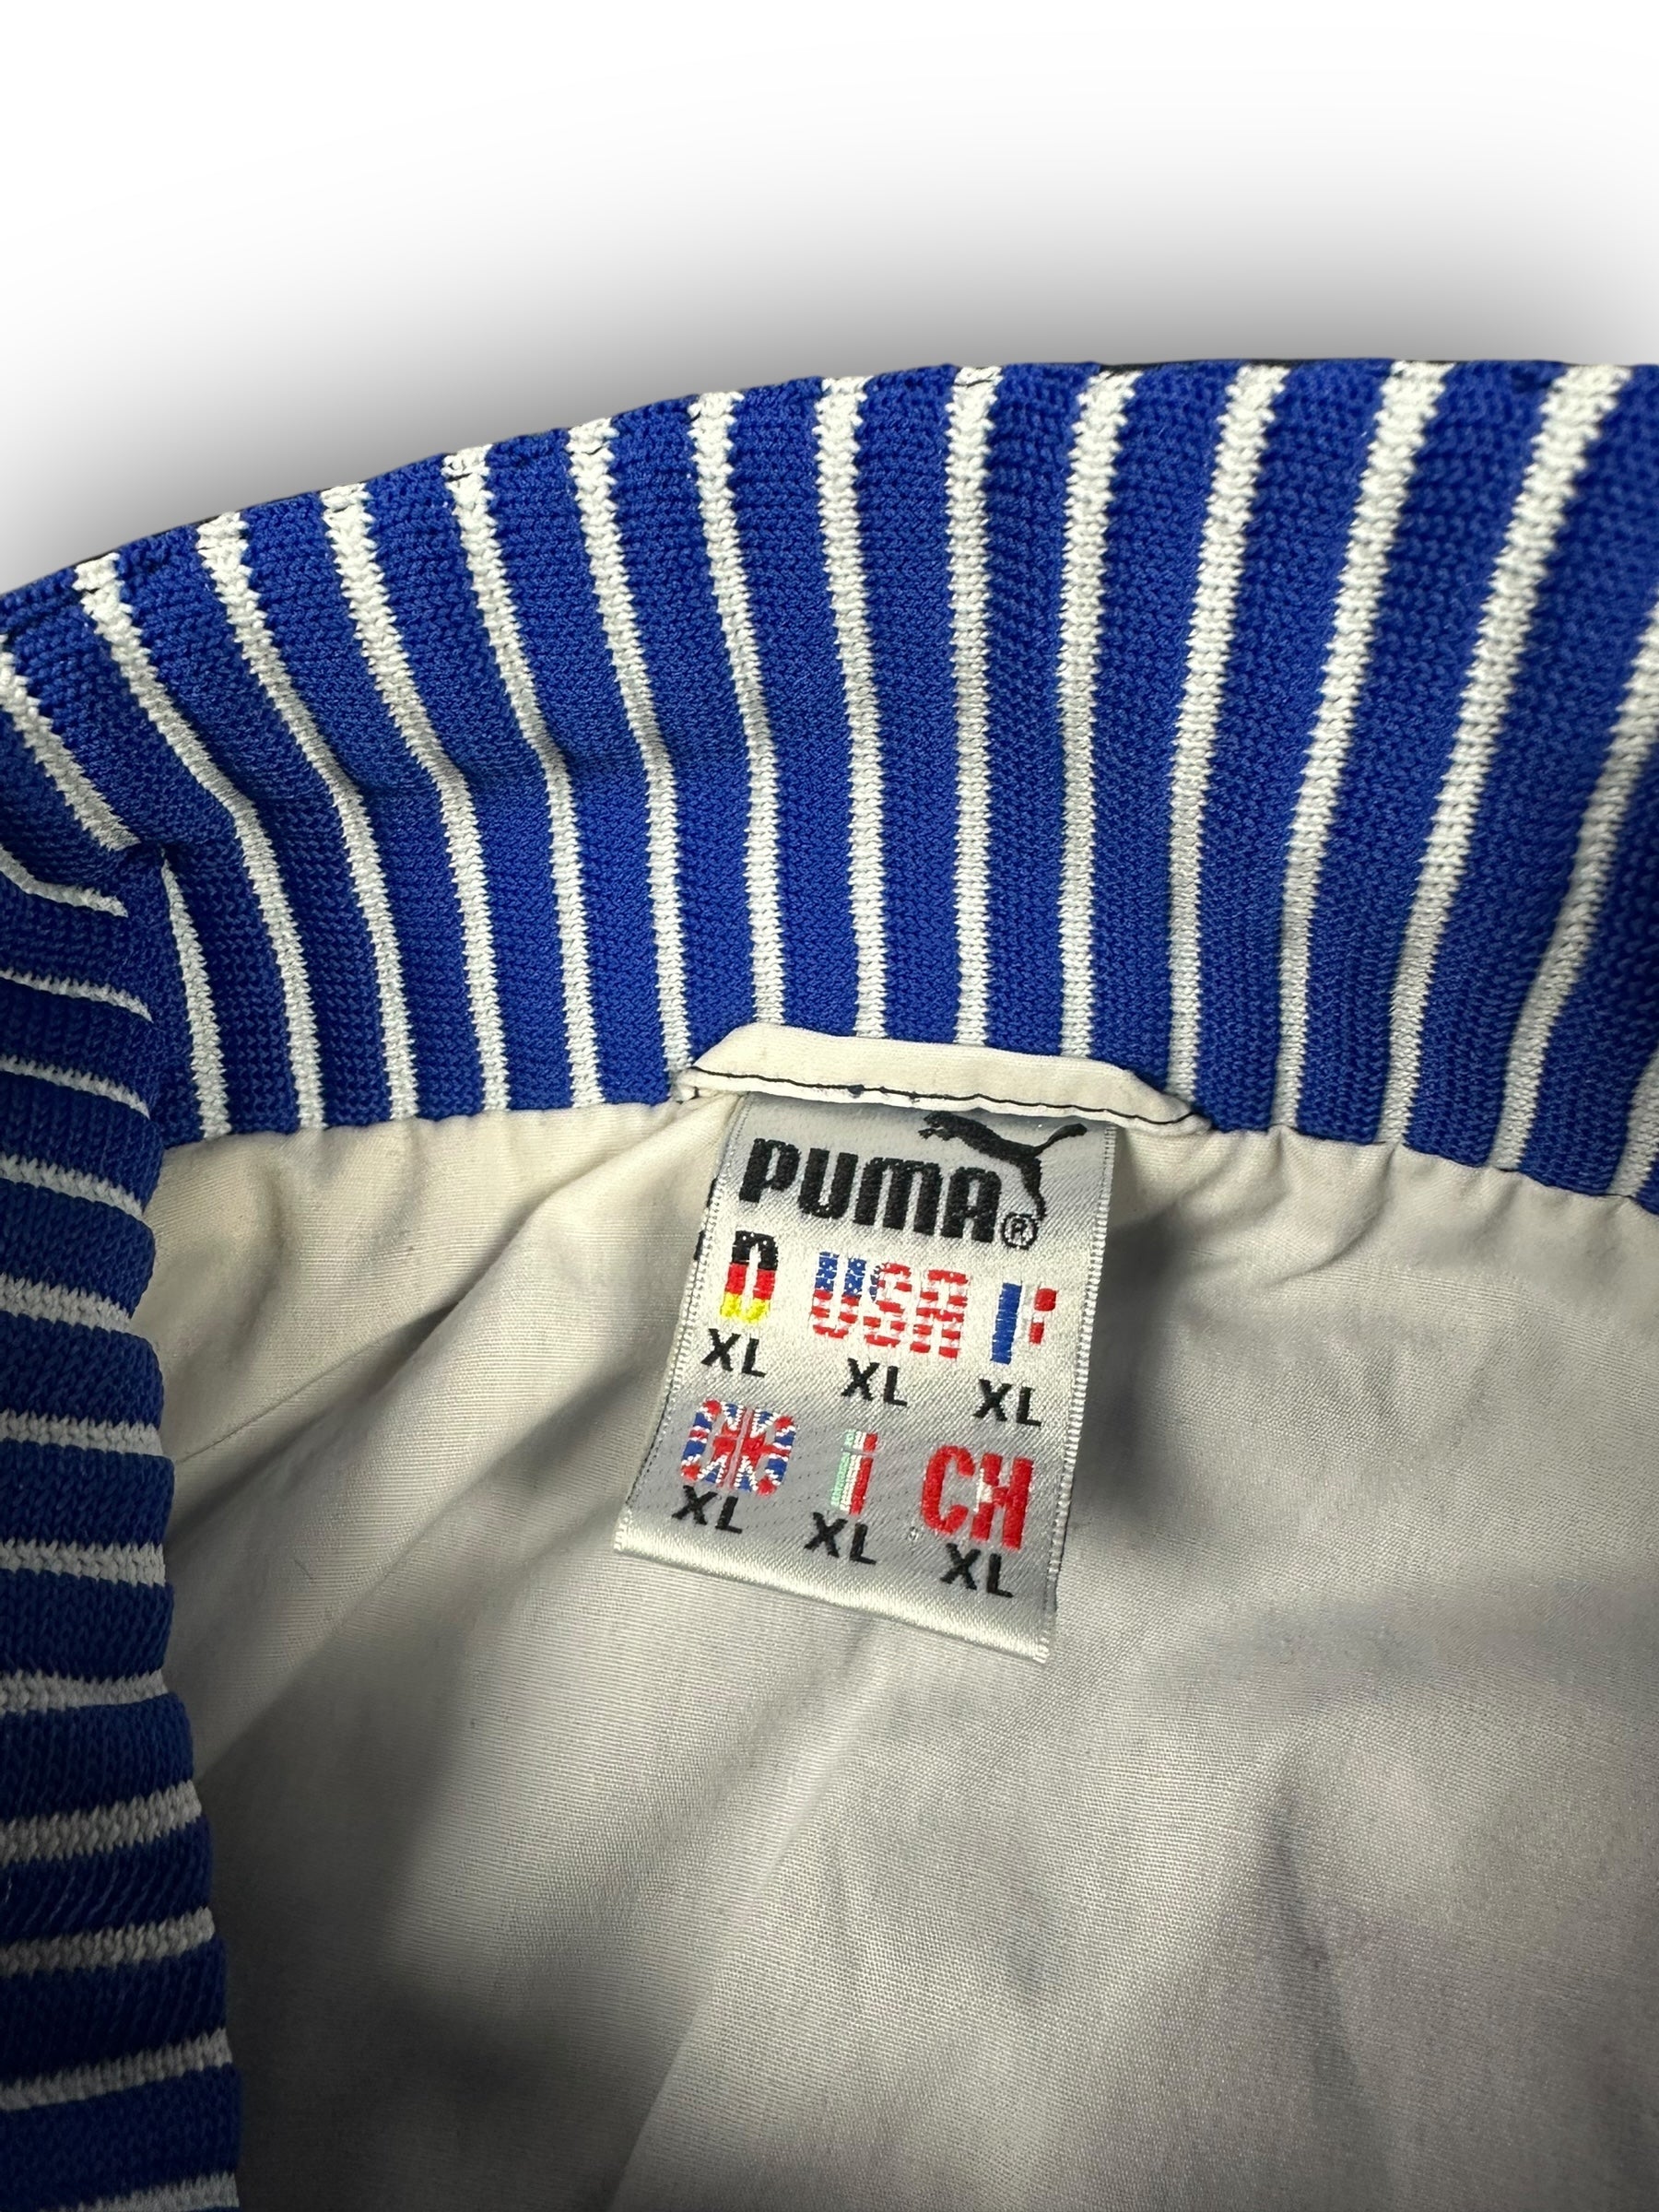 PUMA®
D USA F
XL XL XL
GB I CH
XL XL XL